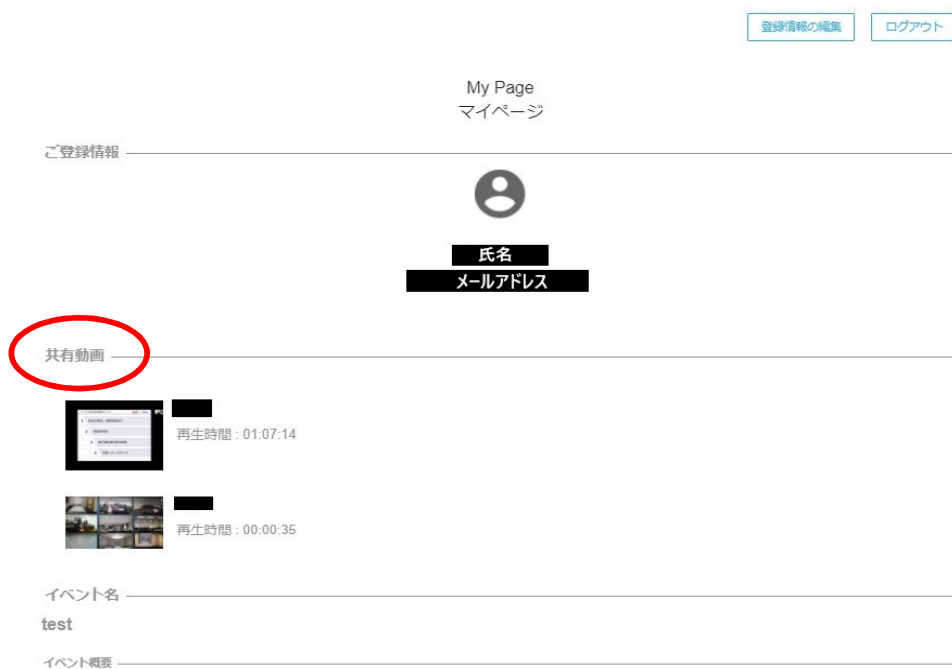 登録情報の編集 ログアウト
My Page
マイページ
ご登録情報
氏名
メールアドレス
共有動画
再生時間 : 01:07:14
再生時間 : 00:00:35
イベント名
test
イベント概要